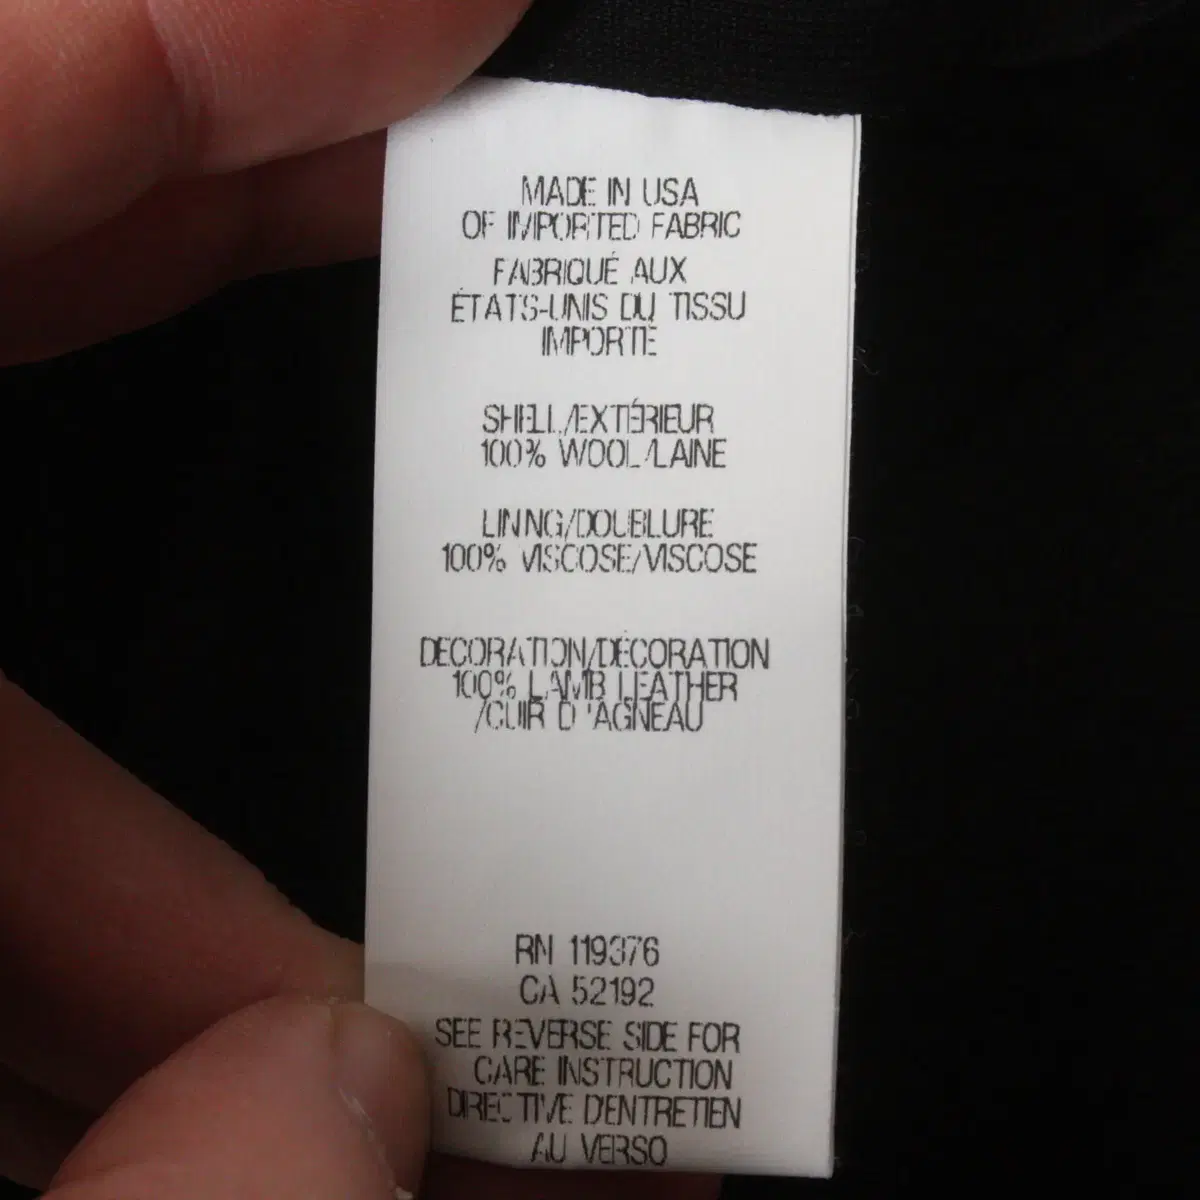 MADE IN USA
OF IMPORTED FABRIC
FABRIQUÉ AUX
ÉTATS-UNIS DU TISSU
IMPORTÉ
SHELL/EXTÉRIEUR
100% WOOL/LAINE
LINING/DOUBLURE
100% VISCOSE/VISCOSE
DECORATION/DÉCORATION
100% LAMB LEATHER
/CUIR D 'AGNEAU
RN 119376
CA 52192
SEE REVERSE SIDE FOR
CARE INSTRUCTION
DIRECTIVE D'ENTRETIEN
AU VERSO